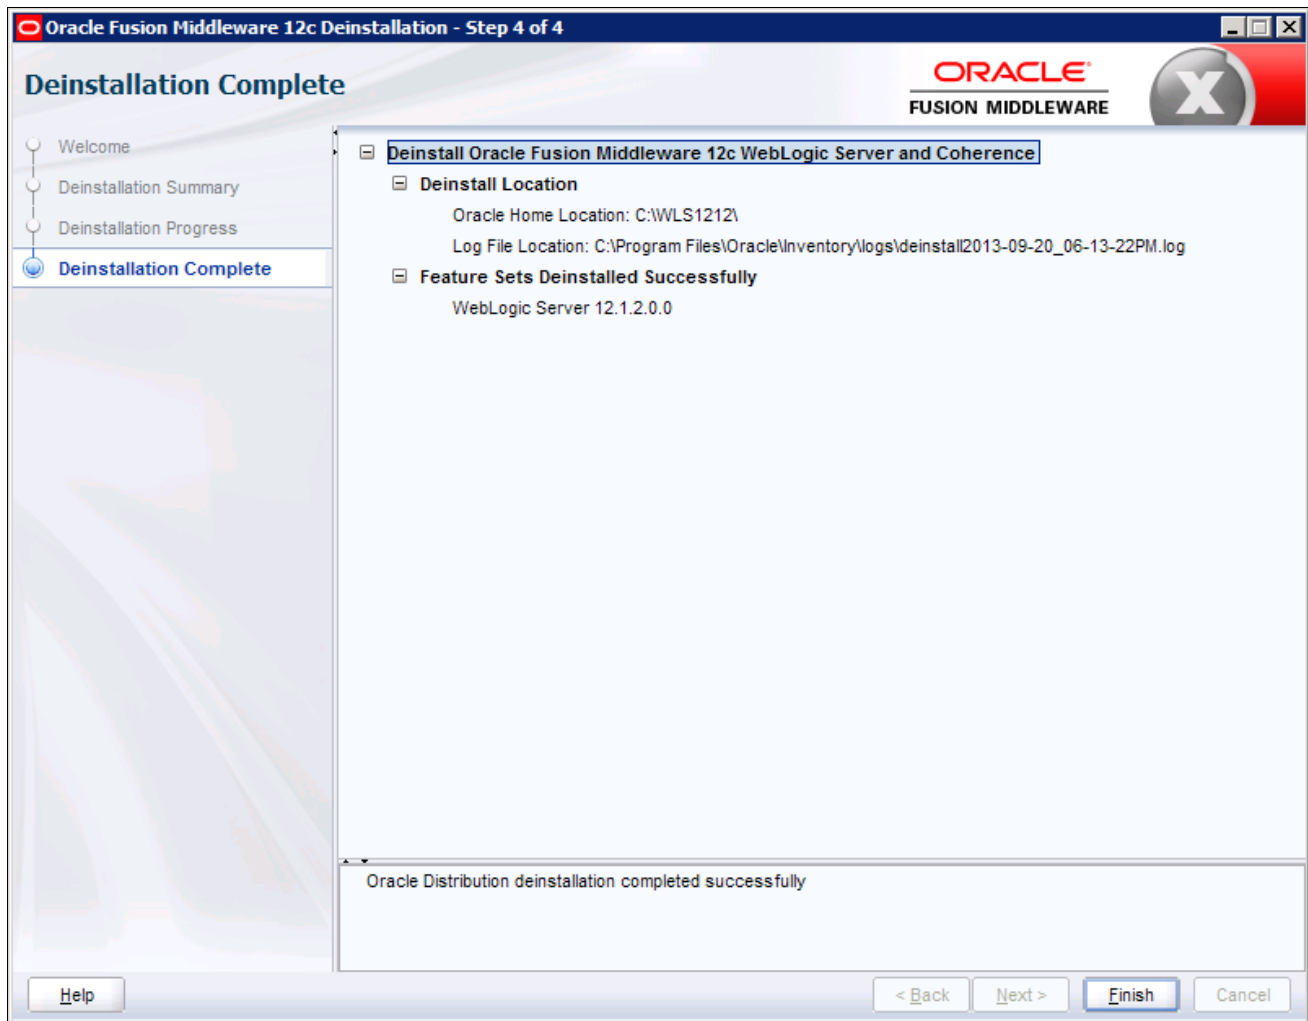 Oracle Fusion Middleware 12c Deinstallation - Step 4 of 4
Deinstallation Complete
ORACLE
FUSION MIDDLEWARE
Welcome
Deinstallation Summary
Deinstallation Progress
Deinstallation Complete
Deinstall Oracle Fusion Middleware 12c WebLogic Server and Coherence
Deinstall Location
Oracle Home Location: C:\WLS1212\
Log File Location: C:\Program Files\Oracle\Inventory\logs\deinstall2013-09-20_06-13-22PM.log
Feature Sets Deinstalled Successfully
WebLogic Server 12.1.2.0.0
Oracle Distribution deinstallation completed successfully
Help
< Back
Next >
Finish
Cancel